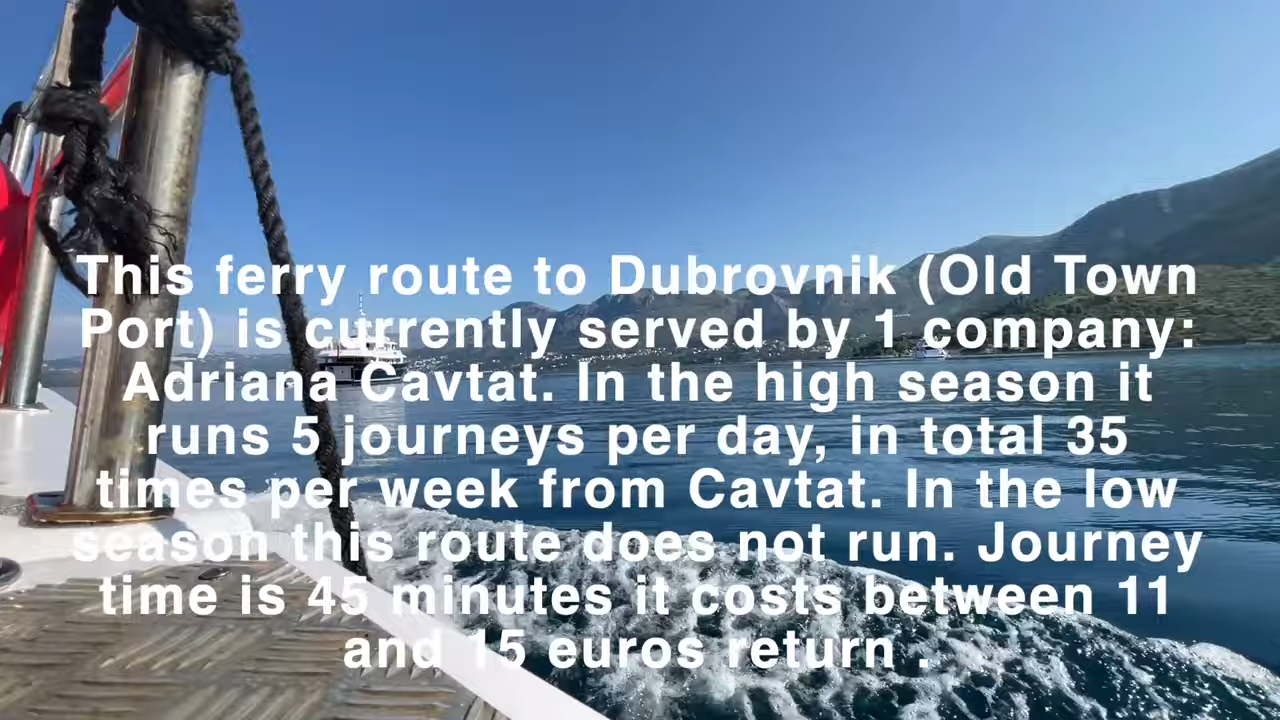 This ferry route to Dubrovnik (Old Town
Port) is currently served by 1 company:
Adriana Cavtat. In the high season it
runs 5 journeys per day, in total 35
times per week from Cavtat. In the low
season this route does not run. Journey
time is 45 minutes it costs between 11
and 15 euros return .